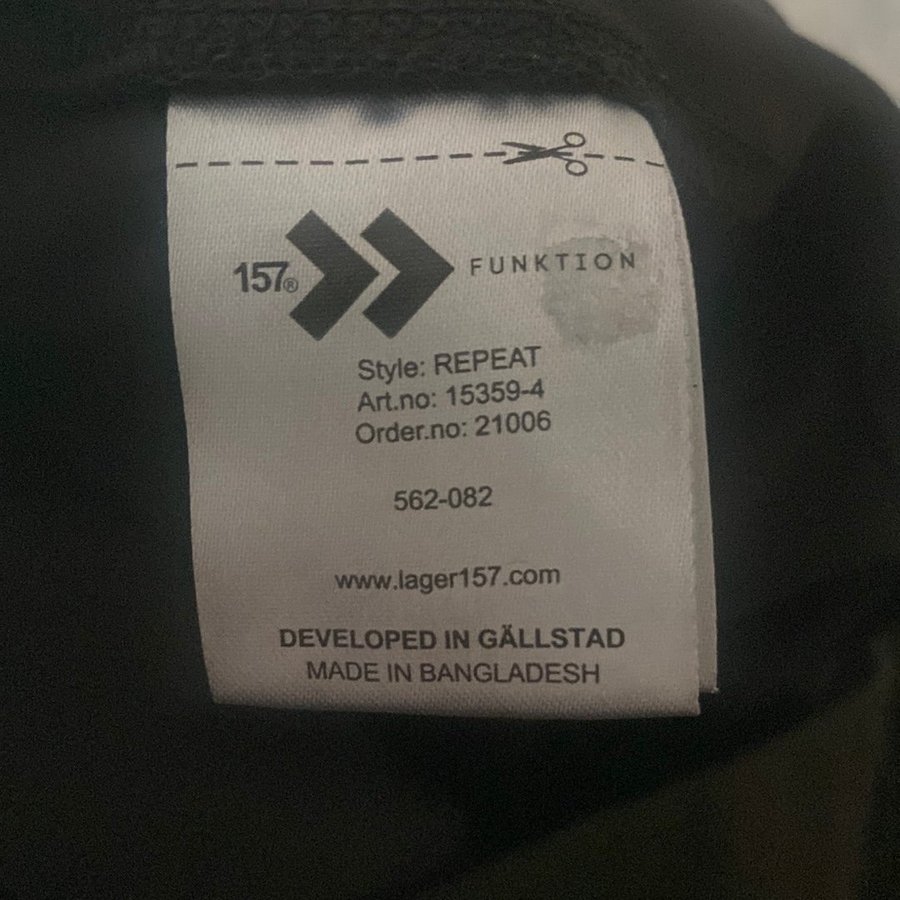 157® FUNKTION
Style: REPEAT
Art.no: 15359-4
Order.no: 21006
562-082
www.lager157.com
DEVELOPED IN GÄLLSTAD
MADE IN BANGLADESH